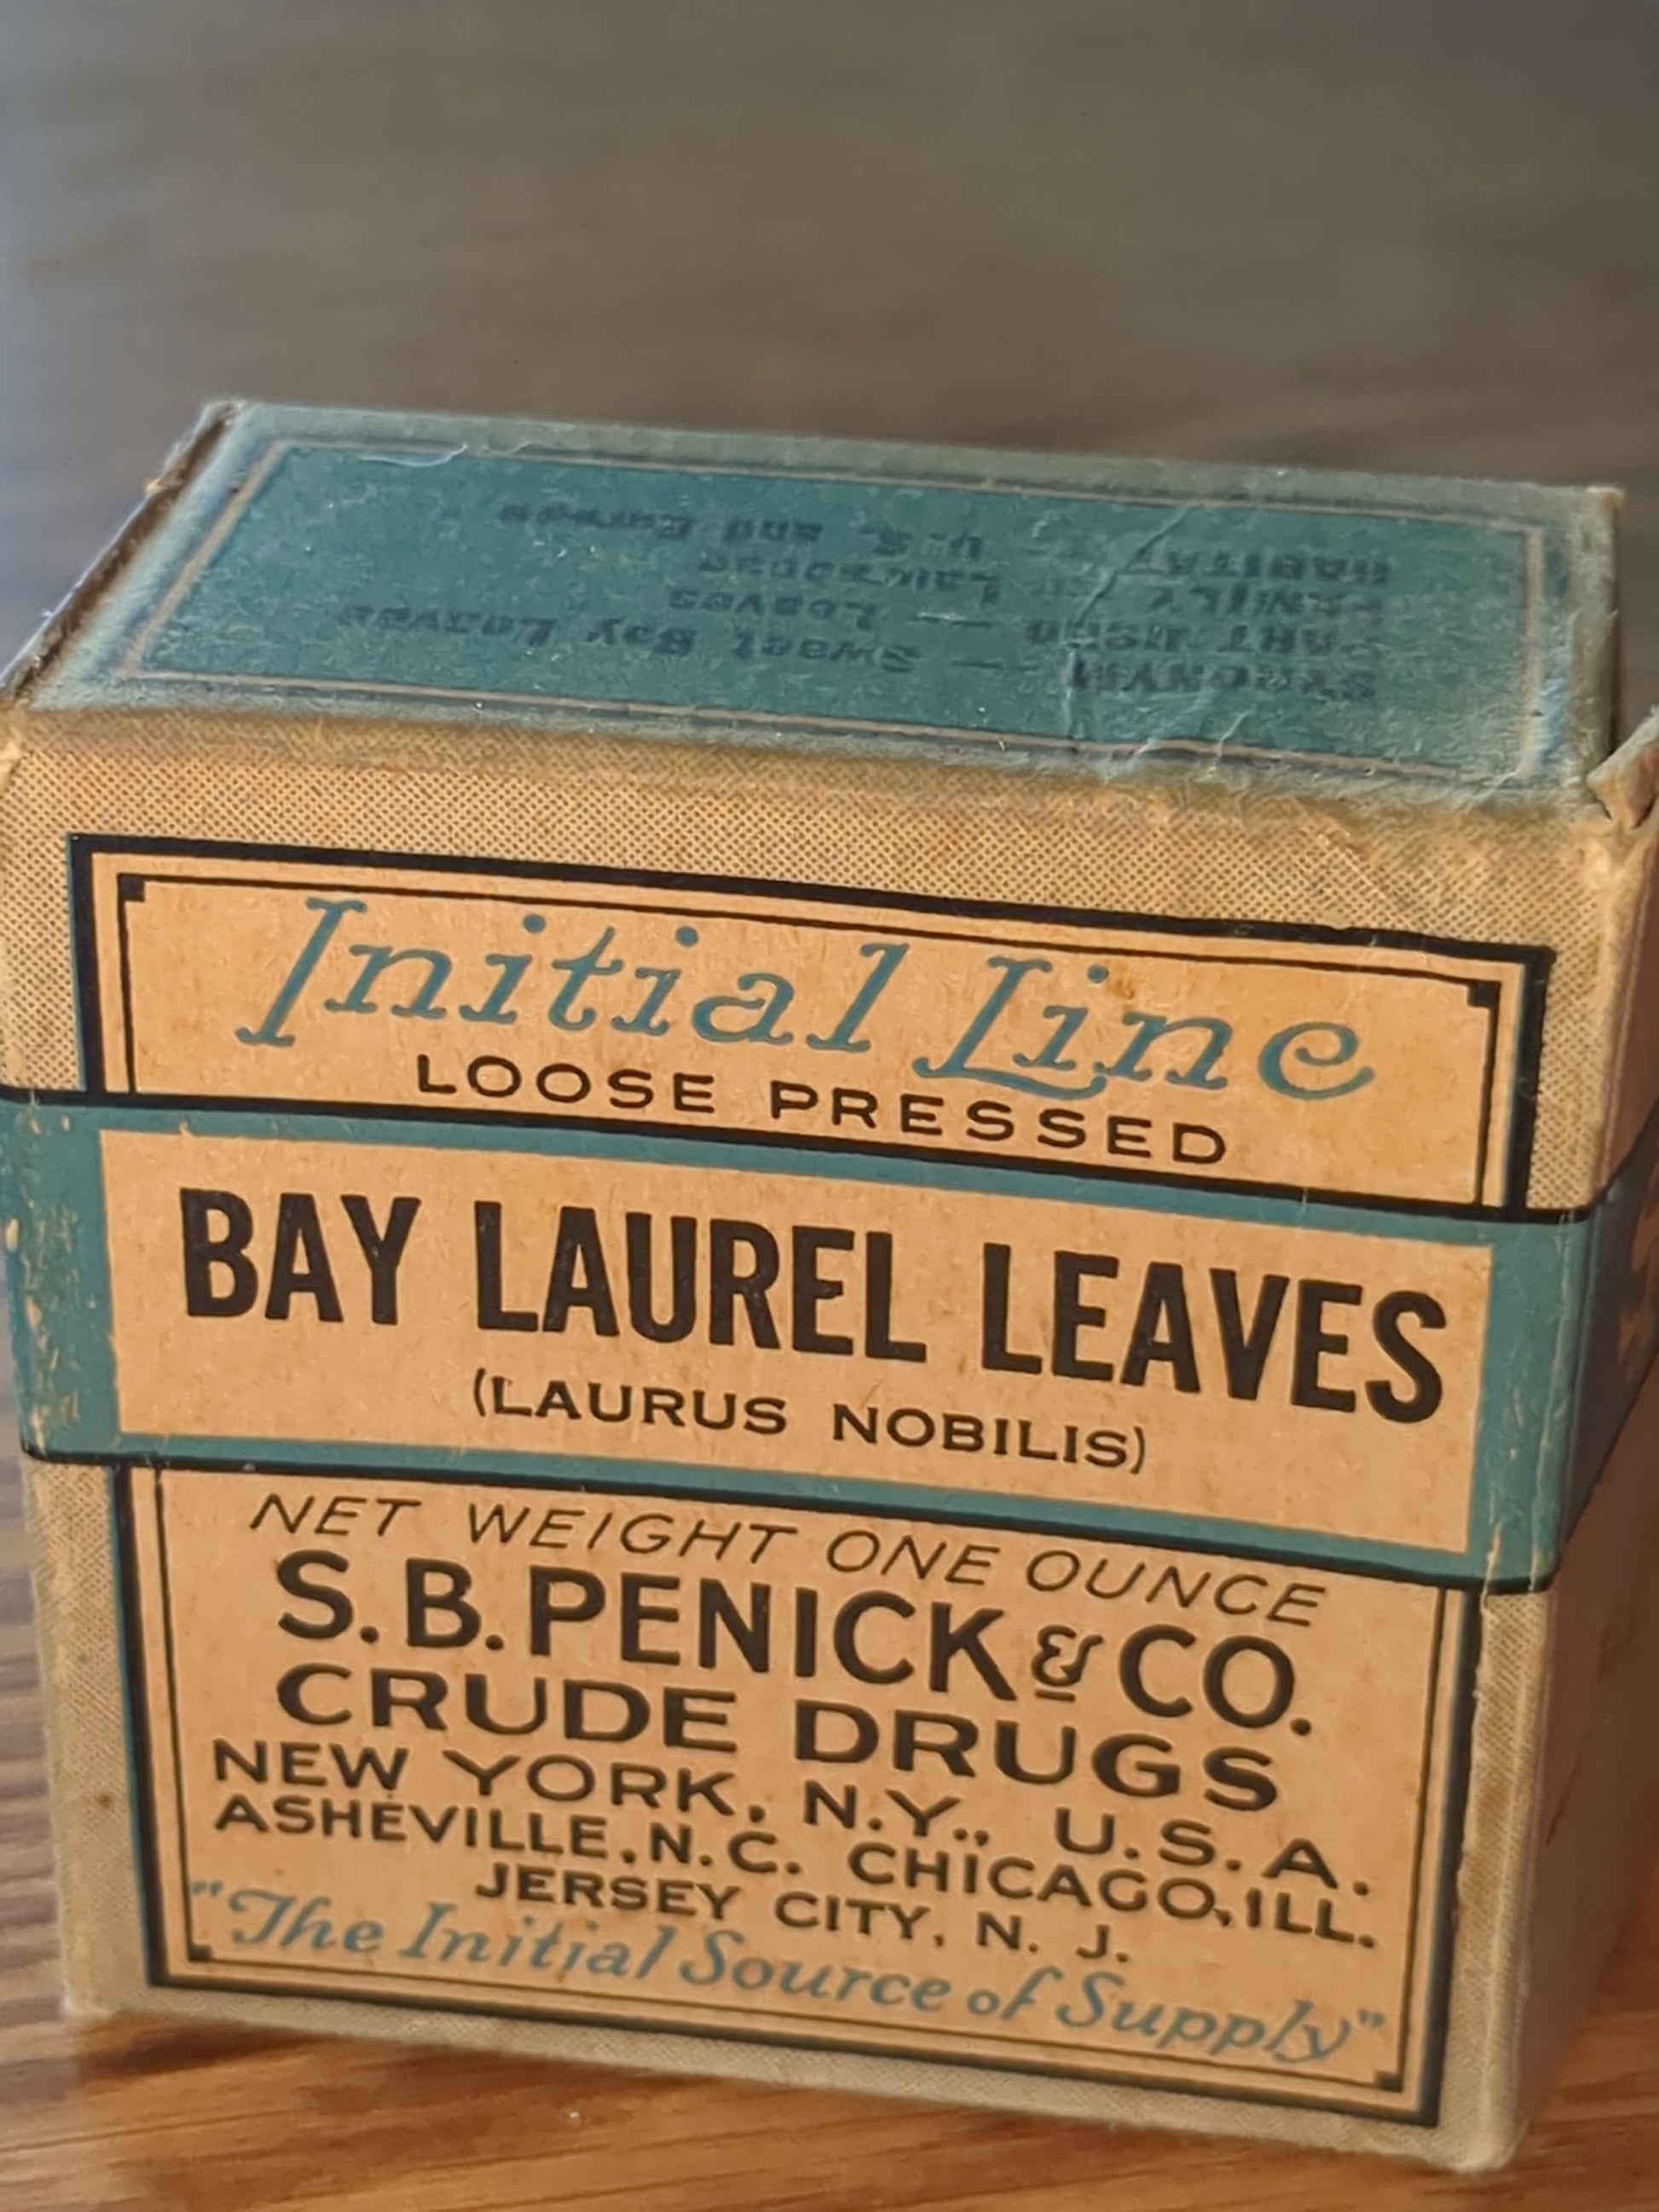 SYNONYM — Sweet Bay Leaves
PART USED — Leaves
FAMILY — Lauraceae
HABITAT — U. S. and Europe
Initial Line
LOOSE PRESSED
BAY LAUREL LEAVES
(LAURUS NOBILIS)
NET WEIGHT ONE OUNCE
S. B. PENICK & CO.
CRUDE DRUGS
NEW YORK, N.Y., U. S. A.
ASHEVILLE, N. C. CHICAGO, ILL.
JERSEY CITY, N. J.
"The Initial Source of Supply"